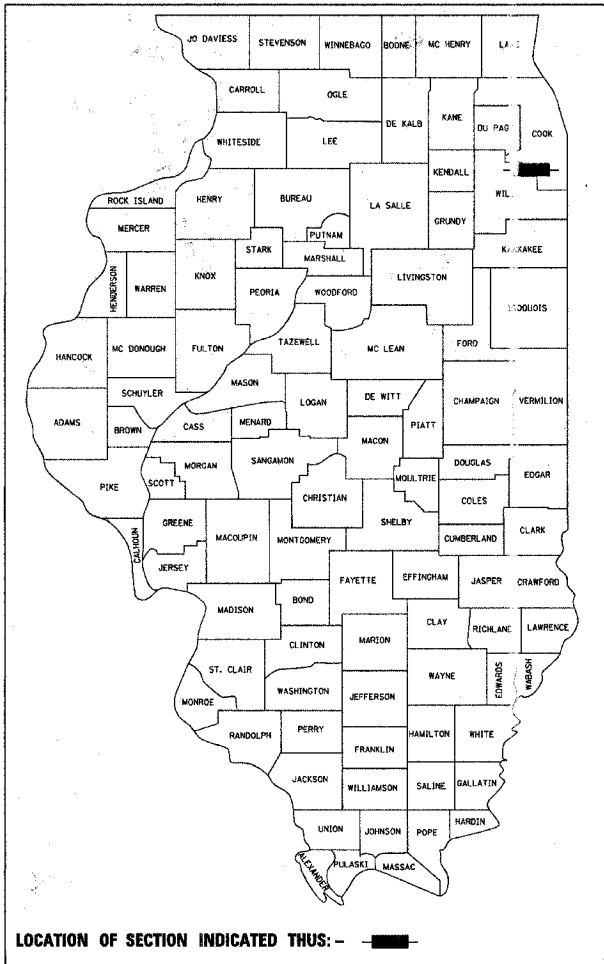 JO DAVIESS STEVENSON WINNEBAGO BOONE MC HENRY
CARROLL OGLE
DE KALB KANE DU PAG COOK
WHITESIDE LEE
KENDALL
ROCK ISLAND HENRY BUREAU LA SALLE WIL
PUTNAM GRUNDY
MERCER STARK MARSHALL KANKAKEE
HENDERSON WARREN KNOX PEORIA WOODFORD LIVINGSTON
HANCOCK MC DONOUGH FULTON TAZEWELL MC LEAN FORD
SCHUYLER MASON LOGAN DE WITT CHAMPAIGN VERMILION
ADAMS BROWN CASS MENARD MACON PIATT
PIKE SCOTT MORGAN SANGAMON CHRISTIAN MOULTRIE DOUGLAS EDGAR
COLES
CALHOUN GREENE MACOUPIN MONTGOMERY SHELBY CUMBERLAND CLARK
JERSEY FAYETTE EFFINGHAM JASPER CRAWFORD
MADISON BOND
CLAY RICHLANE LAWRENCE
CLINTON MARION
ST. CLAIR WAYNE EDWARDS WABASH
WASHINGTON JEFFERSON
MONROE
RANDOLPH PERRY HAMILTON WHITE
FRANKLIN
JACKSON WILLIAMSON SALINE GALLATIN
UNION JOHNSON POPE HARDIN
ALEXANDER PULASKI MASSAC
LOCATION OF SECTION INDICATED THUS: -